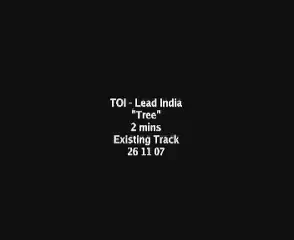 TOI - Lead India
"Tree"
2 mins
Existing Track
26 11 07